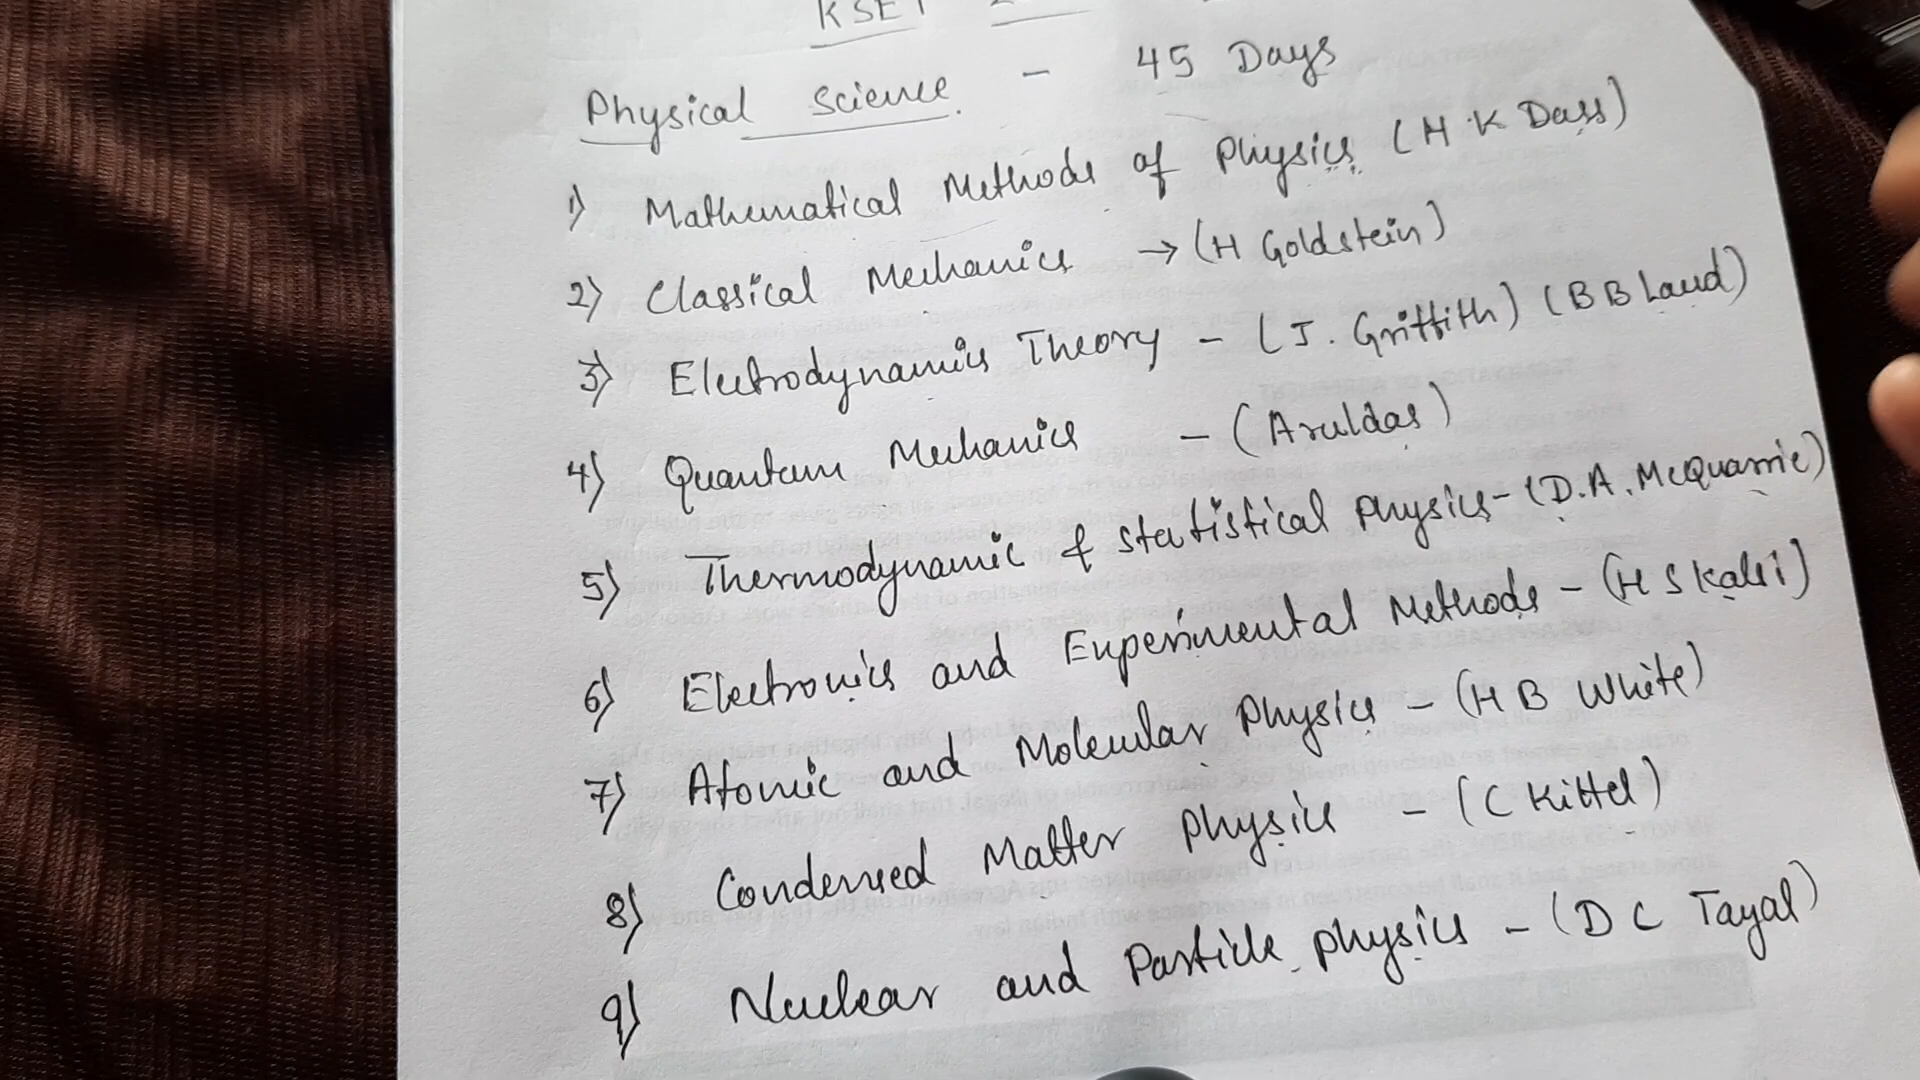 KSET
Physical Science. - 45 Days
1) Mathematical Methods of Physics (H.K Dass)
2) Classical Mechanics → (H Goldstein)
3) Electrodynamics Theory - (J. Griffith) (B B Laud)
4) Quantum Mechanics - (Aruldas)
5) Thermodynamic & statistical Physics - (D.A. McQuarrie)
6) Electronics and Experimental Methods - (H S Kalsi)
7) Atomic and Molecular Physics - (H B White)
8) Condensed Matter physics - (C Kittel)
9) Nuclear and Particle physics - (D C Tayal)